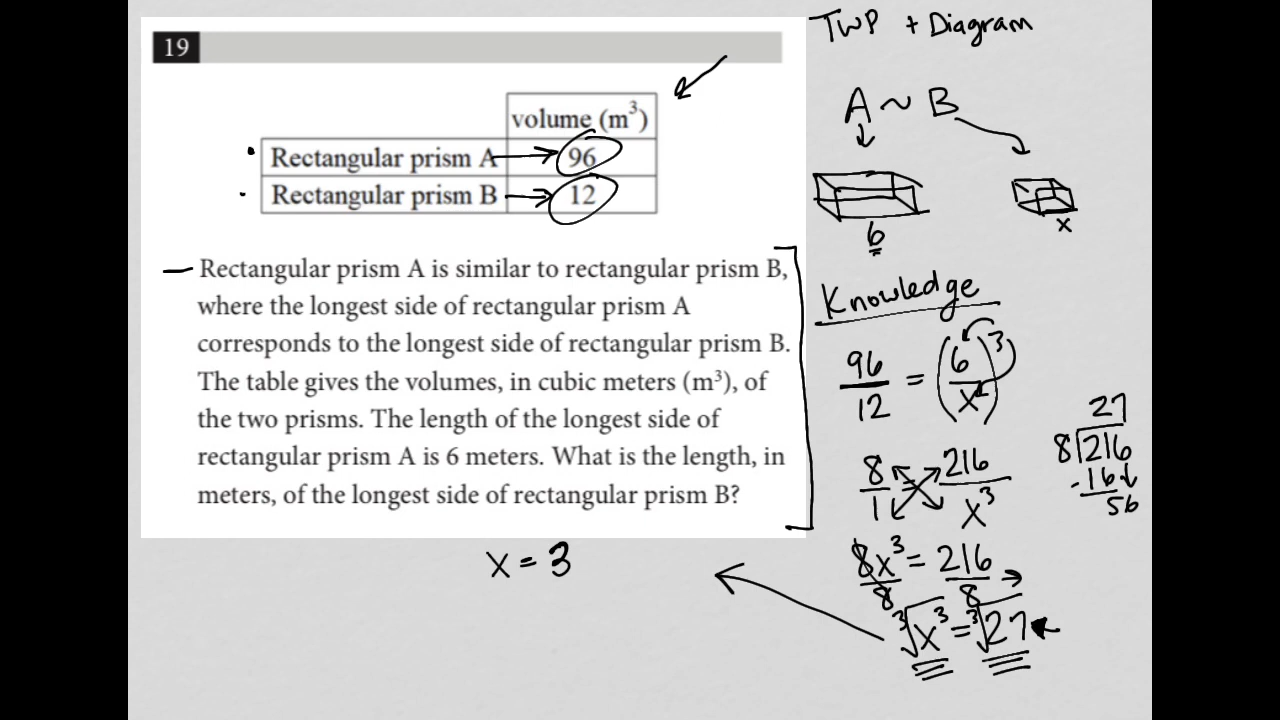 19
volume (m³)
Rectangular prism A 96
Rectangular prism B 12
Rectangular prism A is similar to rectangular prism B,
where the longest side of rectangular prism A
corresponds to the longest side of rectangular prism B.
The table gives the volumes, in cubic meters (m³), of
the two prisms. The length of the longest side of
rectangular prism A is 6 meters. What is the length, in
meters, of the longest side of rectangular prism B?
x = 3
TWP + Diagram
A ~ B
6 x
Knowledge
96/12 = (6/x)³
8/1 = 216/x³
8x³/8 = 216/8
∛x³ = ∛27
27
8)216
-16↓
56